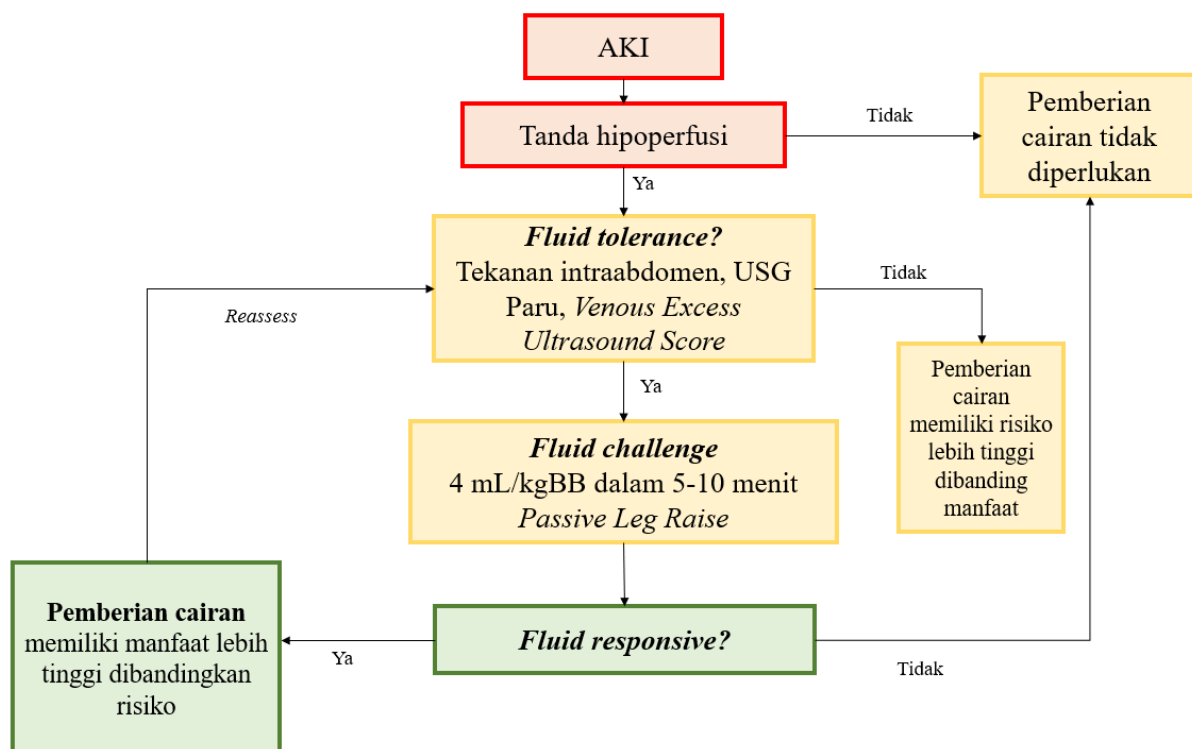 AKI
Tanda hipoperfusi
Tidak
Pemberian
cairan tidak
diperlukan
Ya
Fluid tolerance?
Tekanan intraabdomen, USG
Paru, Venous Excess
Ultrasound Score
Tidak
Reassess
Pemberian
cairan
memiliki risiko
lebih tinggi
dibanding
manfaat
Ya
Fluid challenge
4 mL/kgBB dalam 5-10 menit
Passive Leg Raise
Fluid responsive?
Ya
Tidak
Pemberian cairan
memiliki manfaat lebih
tinggi dibandingkan
risiko